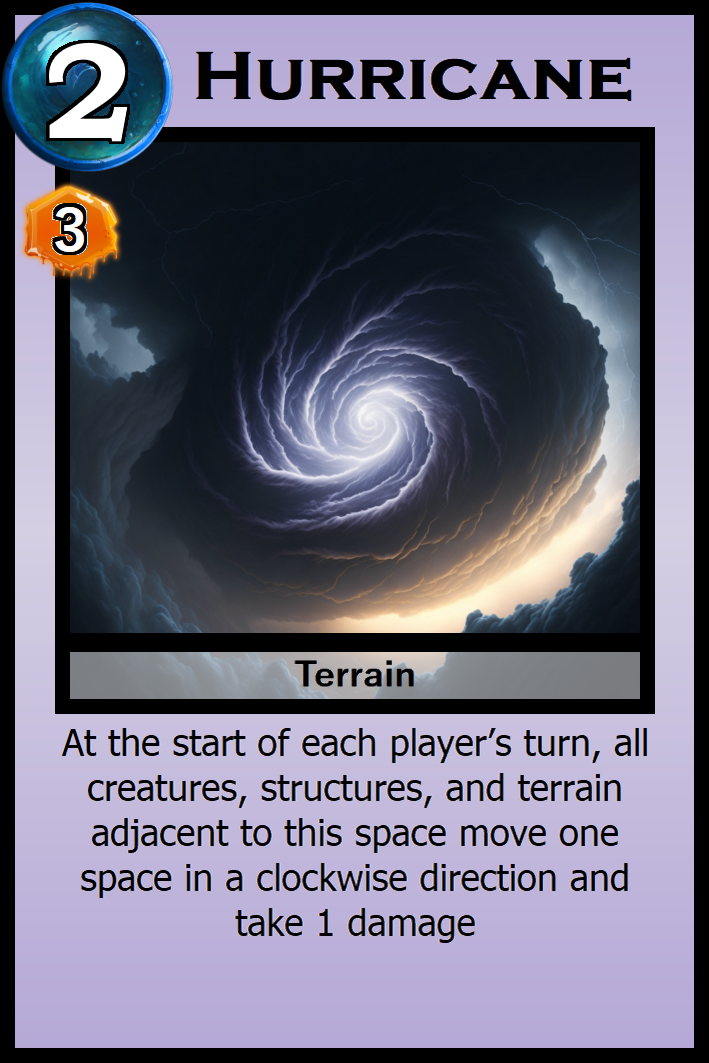 2
Hurricane
3
Terrain
At the start of each player’s turn, all
creatures, structures, and terrain
adjacent to this space move one
space in a clockwise direction and
take 1 damage